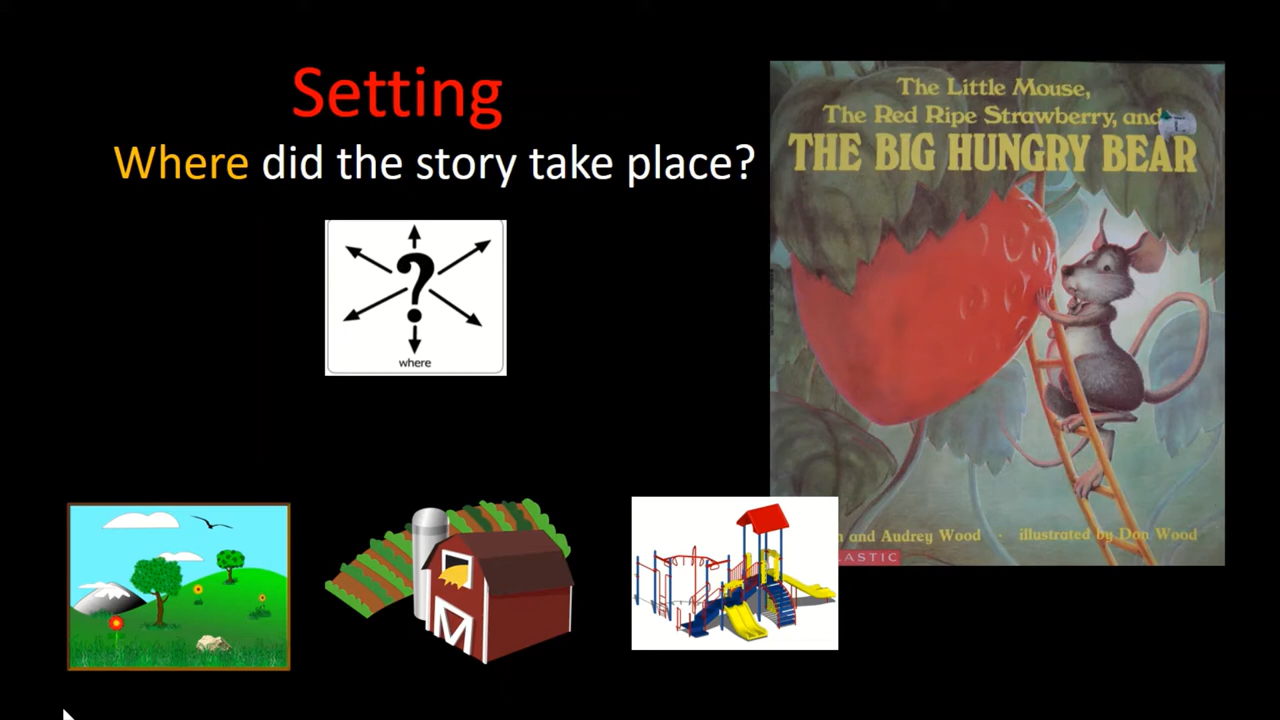 Setting
Where did the story take place?
where
The Little Mouse,
The Red Ripe Strawberry, and
THE BIG HUNGRY BEAR
and Audrey Wood · illustrated by Don Wood